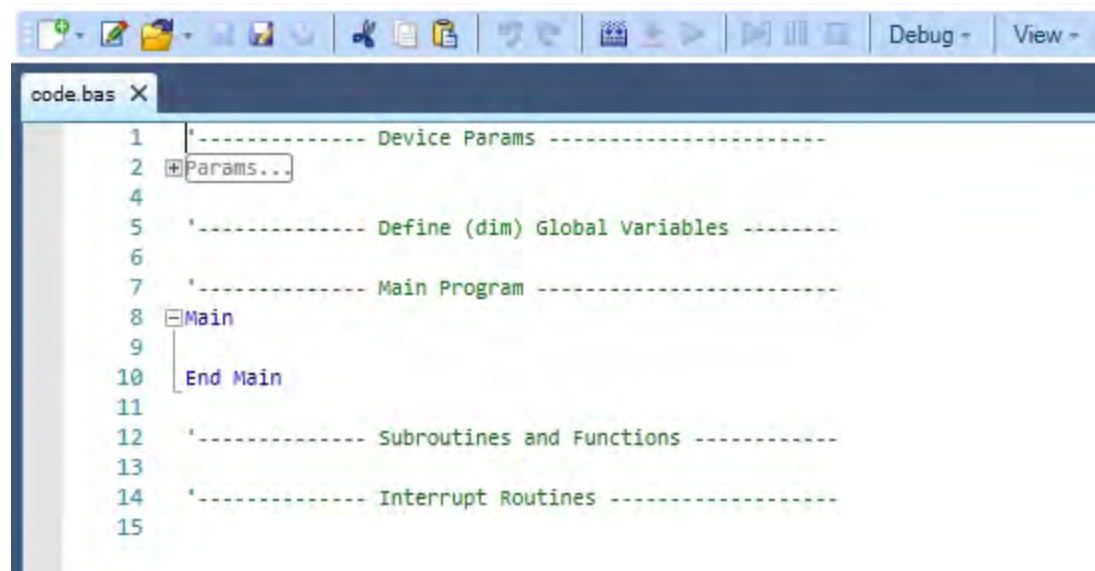 Debug View
code.bas X
1 '-------------- Device Params -----------------------
2 Params...
4
5 '-------------- Define (dim) Global Variables --------
6
7 '-------------- Main Program -------------------------
8 Main
9
10 End Main
11
12 '-------------- Subroutines and Functions ------------
13
14 '-------------- Interrupt Routines -------------------
15